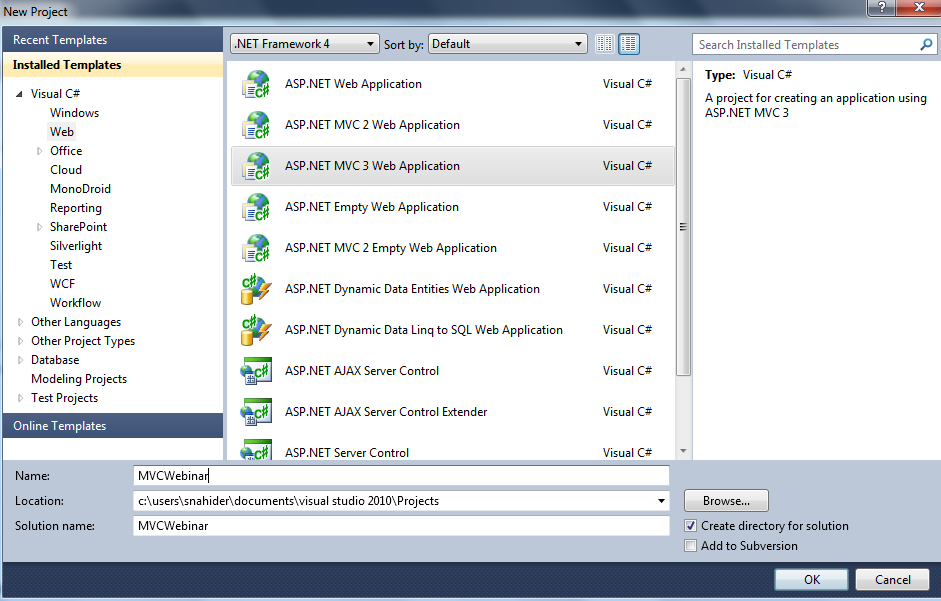 New Project
?
Recent Templates
Installed Templates
Visual C#
Windows
Web
Office
Cloud
MonoDroid
Reporting
SharePoint
Silverlight
Test
WCF
Workflow
Other Languages
Other Project Types
Database
Modeling Projects
Test Projects
Online Templates
.NET Framework 4 Sort by: Default
ASP.NET Web Application Visual C#
ASP.NET MVC 2 Web Application Visual C#
ASP.NET MVC 3 Web Application Visual C#
ASP.NET Empty Web Application Visual C#
ASP.NET MVC 2 Empty Web Application Visual C#
ASP.NET Dynamic Data Entities Web Application Visual C#
ASP.NET Dynamic Data Linq to SQL Web Application Visual C#
ASP.NET AJAX Server Control Visual C#
ASP.NET AJAX Server Control Extender Visual C#
ASP.NET Server Control Visual C#
Search Installed Templates
Type: Visual C#
A project for creating an application using
ASP.NET MVC 3
Name: MVCWebinar
Location: c:\users\snahider\documents\visual studio 2010\Projects Browse...
Solution name: MVCWebinar
Create directory for solution
Add to Subversion
OK Cancel